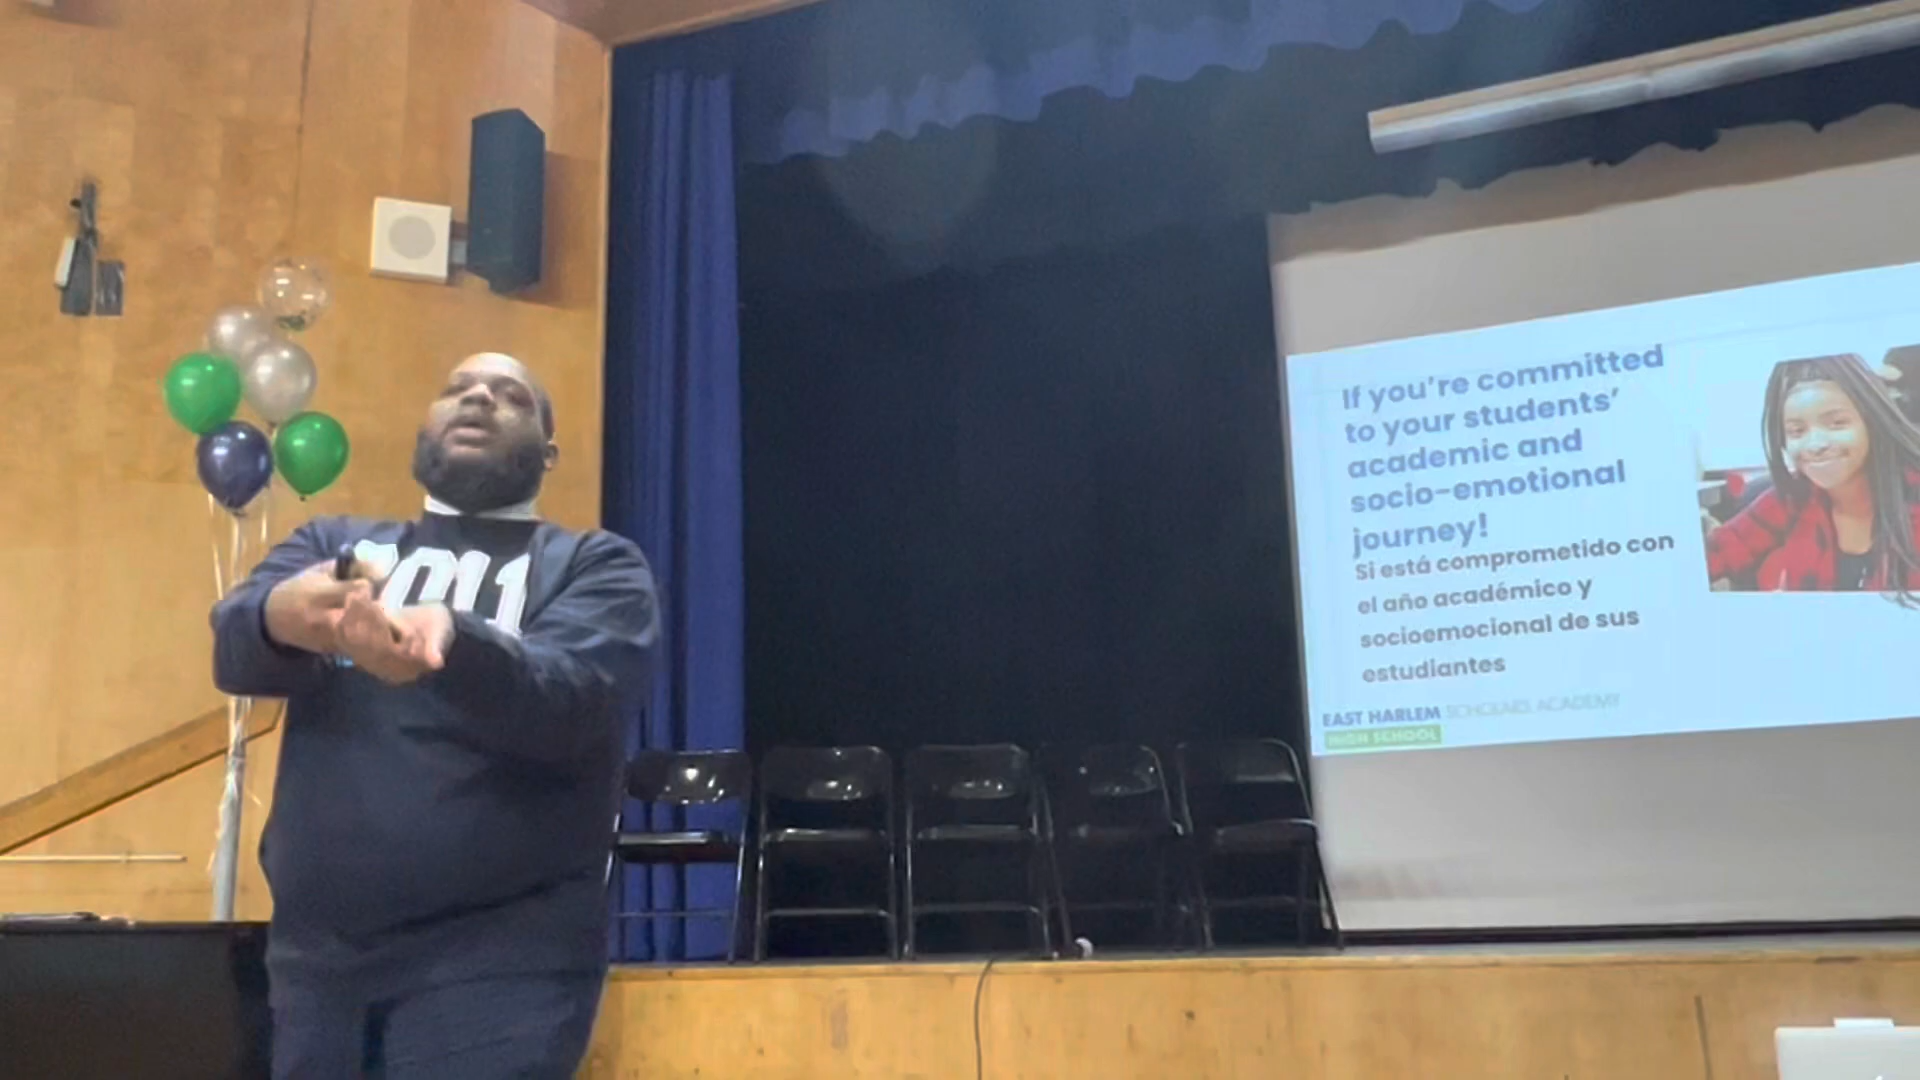 If you're committed
to your students'
academic and
socio-emotional
journey!
Si está comprometido con
el año académico y
socioemocional de sus
estudiantes
EAST HARLEM SCHOLARS ACADEMY
HIGH SCHOOL